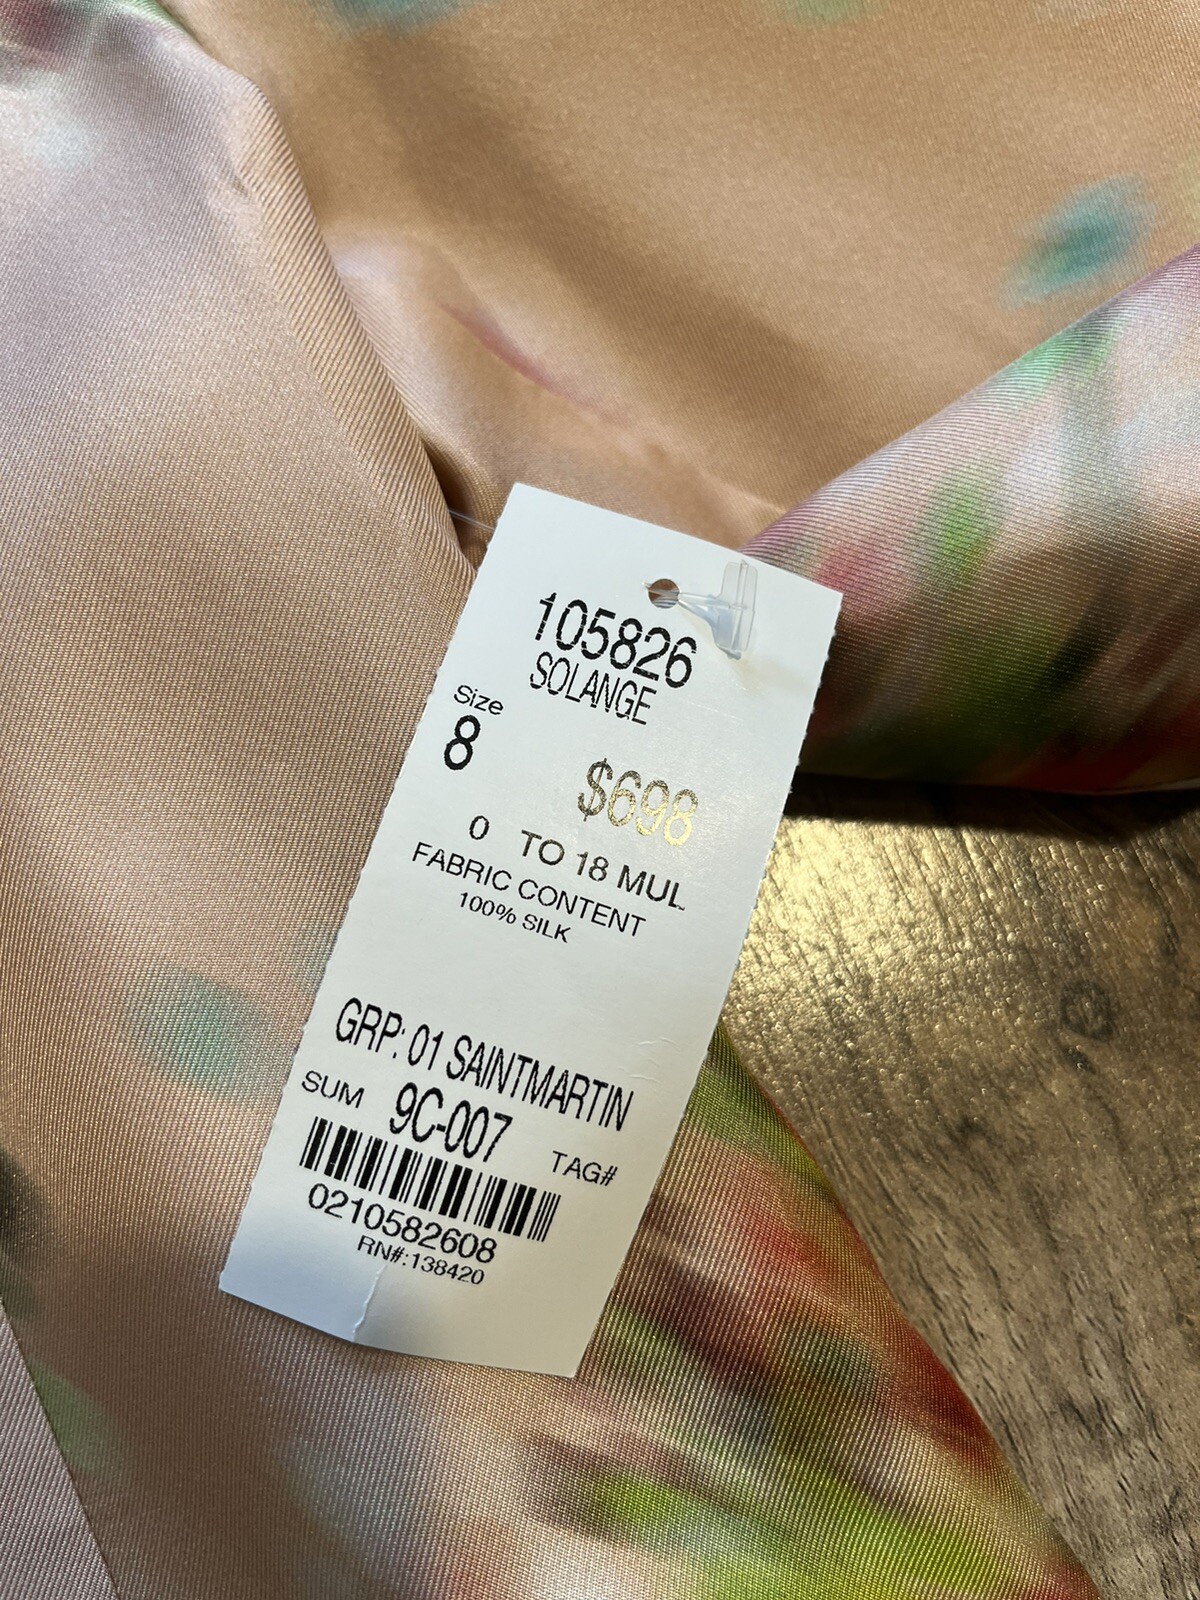 105826
SOLANGE
Size
8
$698
0 TO 18 MUL
FABRIC CONTENT
100% SILK
GRP: 01 SAINTMARTIN
SUM 9C-007 TAG#
0210582608
RN#:138420